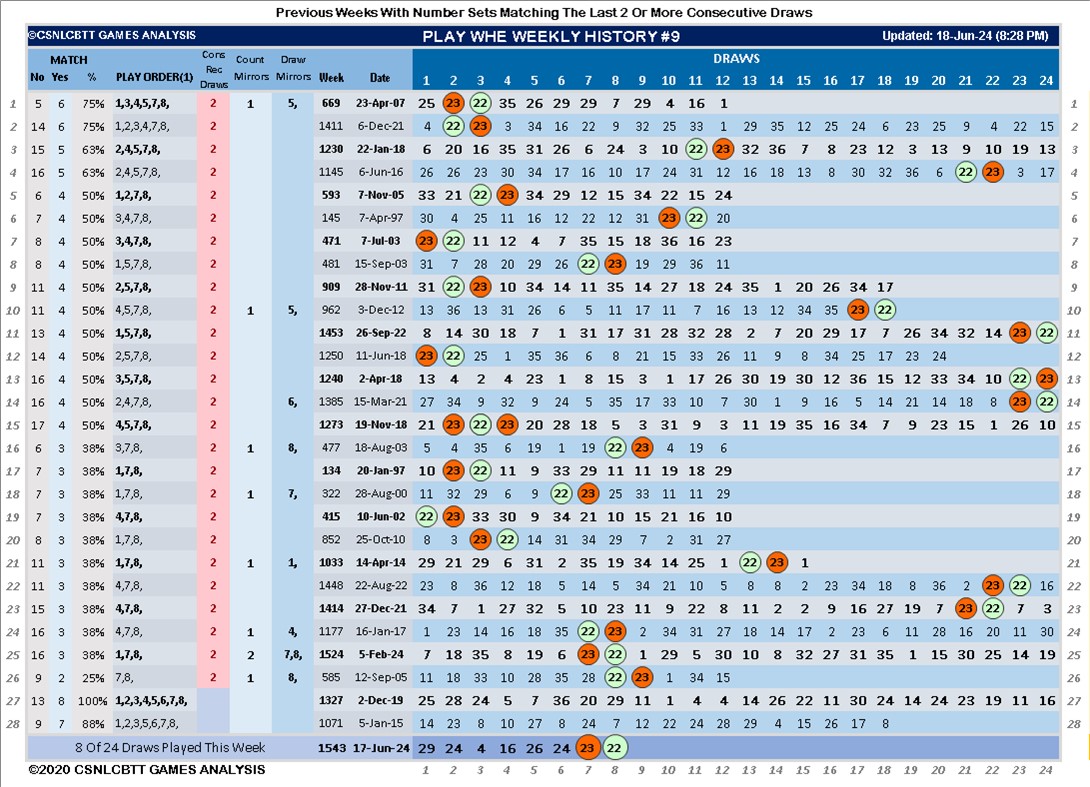 Previous Weeks With Number Sets Matching The Last 2 Or More Consecutive Draws
©CSNLCBTT GAMES ANALYSIS PLAY WHE WEEKLY HISTORY #9 Updated: 18-Jun-24 (8:28 PM)
MATCH Cons Rec Draws Count Mirrors Draw Mirrors DRAWS
No Yes % PLAY ORDER(1) Week Date 1 2 3 4 5 6 7 8 9 10 11 12 13 14 15 16 17 18 19 20 21 22 23 24
1 5 6 75% 1,3,4,5,7,8, 2 1 5, 669 23-Apr-07 25 23 22 35 26 29 29 7 29 4 16 1 1
2 14 6 75% 1,2,3,4,7,8, 2 1411 6-Dec-21 4 22 23 3 34 16 22 9 32 25 33 1 29 35 12 25 24 6 23 25 9 4 22 15 2
3 15 5 63% 2,4,5,7,8, 2 1230 22-Jan-18 6 20 16 35 31 26 6 24 3 10 22 23 32 36 7 8 23 12 3 13 9 10 19 13 3
4 16 5 63% 2,4,5,7,8, 2 1145 6-Jun-16 26 26 23 30 34 17 16 10 17 24 31 12 16 18 13 8 30 32 36 6 22 23 3 17 4
5 6 4 50% 1,2,7,8, 2 593 7-Nov-05 33 21 22 23 34 29 12 15 34 22 15 24 5
6 7 4 50% 3,4,7,8, 2 145 7-Apr-97 30 4 25 11 16 12 22 12 31 23 22 20 6
7 8 4 50% 3,4,7,8, 2 471 7-Jul-03 23 22 11 12 4 7 35 15 18 36 16 23 7
8 8 4 50% 1,5,7,8, 2 481 15-Sep-03 31 7 28 20 29 26 22 23 19 29 36 11 8
9 11 4 50% 2,5,7,8, 2 909 28-Nov-11 31 22 23 10 34 14 11 35 14 27 18 24 35 1 20 26 34 17 9
10 11 4 50% 4,5,7,8, 2 1 5, 962 3-Dec-12 13 36 13 31 26 6 5 11 17 11 7 16 13 12 34 35 23 22 10
11 13 4 50% 1,5,7,8, 2 1453 26-Sep-22 8 14 30 18 7 1 31 17 31 28 32 28 2 7 20 29 17 7 26 34 32 14 23 22 11
12 14 4 50% 2,5,7,8, 2 1250 11-Jun-18 23 22 25 1 35 36 6 8 21 15 33 26 11 9 8 34 25 17 23 24 12
13 16 4 50% 3,5,7,8, 2 1240 2-Apr-18 13 4 2 4 23 1 8 15 3 1 17 26 30 19 30 12 36 15 12 33 34 10 22 23 13
14 16 4 50% 2,4,7,8, 2 6, 1385 15-Mar-21 27 34 9 32 9 24 5 35 17 33 10 7 30 1 9 16 5 14 21 14 18 8 23 22 14
15 17 4 50% 4,5,7,8, 2 1273 19-Nov-18 21 23 22 23 20 28 18 5 3 31 9 3 11 19 35 16 34 7 9 23 15 1 26 10 15
16 6 3 38% 3,7,8, 2 1 8, 477 18-Aug-03 5 4 35 6 19 1 19 22 23 4 19 6 16
17 7 3 38% 1,7,8, 2 134 20-Jan-97 10 23 22 11 9 33 29 11 11 19 18 29 17
18 7 3 38% 1,7,8, 2 1 7, 322 28-Aug-00 11 32 29 6 9 22 23 25 33 11 11 29 18
19 7 3 38% 4,7,8, 2 415 10-Jun-02 22 23 33 30 9 34 21 10 15 21 16 10 19
20 8 3 38% 1,7,8, 2 852 25-Oct-10 8 3 23 22 14 31 34 29 7 2 31 27 20
21 11 3 38% 1,7,8, 2 1 1, 1033 14-Apr-14 29 21 29 6 31 2 35 19 34 29 25 1 22 23 1 21
22 11 3 38% 4,7,8, 2 1448 22-Aug-22 23 8 36 12 18 5 14 5 34 21 10 5 8 8 2 23 34 18 8 36 2 23 22 16 22
23 15 3 38% 4,7,8, 2 1414 27-Dec-21 34 7 1 27 32 5 10 23 11 9 22 8 11 2 2 9 16 27 19 7 23 22 7 3 23
24 16 3 38% 4,7,8, 2 1 4, 1177 16-Jan-17 1 23 14 16 18 35 22 23 2 34 31 27 18 14 15 17 2 23 6 11 28 16 20 11 30 24
25 16 3 38% 1,7,8, 2 2 7,8, 1524 5-Feb-24 7 18 35 8 19 6 23 22 1 29 5 30 10 8 32 27 31 35 1 15 30 25 14 19 25
26 9 2 25% 7,8, 2 1 8, 585 12-Sep-05 11 18 33 10 28 35 28 22 23 1 34 15 26
27 13 8 100% 1,2,3,4,5,6,7,8, 1327 2-Dec-19 25 28 24 5 7 36 20 29 11 1 4 4 14 26 22 11 30 24 14 24 23 19 11 16 27
28 9 7 88% 1,2,3,5,6,7,8, 1071 5-Jan-15 14 23 8 10 27 8 24 7 12 22 24 28 29 4 15 26 17 8 28
8 Of 24 Draws Played This Week 1543 17-Jun-24 29 24 4 16 26 24 23 22
©2020 CSNLCBTT GAMES ANALYSIS 1 2 3 4 5 6 7 8 9 10 11 12 13 14 15 16 17 18 19 20 21 22 23 24